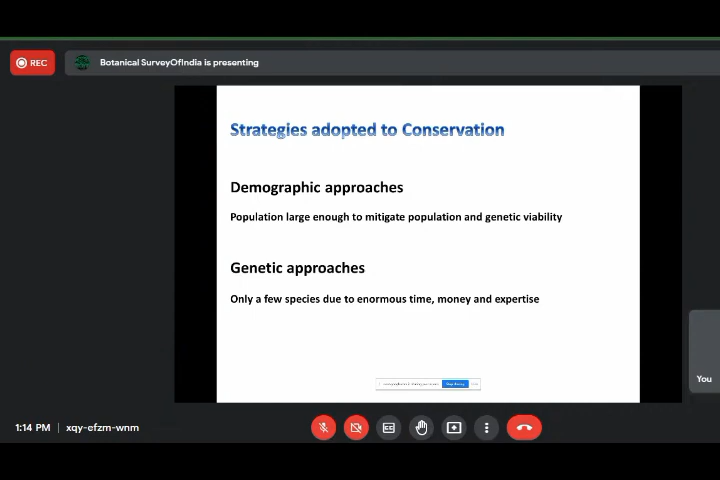 REC
Botanical SurveyOfIndia is presenting
Strategies adopted to Conservation
Demographic approaches
Population large enough to mitigate population and genetic viability
Genetic approaches
Only a few species due to enormous time, money and expertise
Stop sharing
You
1:14 PM | xqy-efzm-wnm
CC